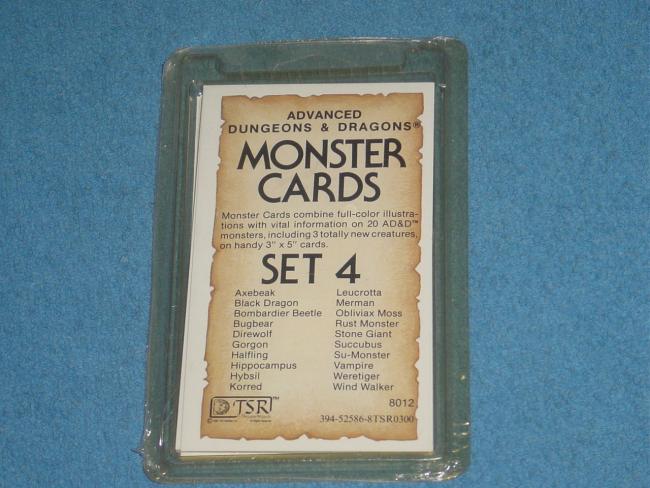 ADVANCED
DUNGEONS & DRAGONS®
MONSTER
CARDS
Monster Cards combine full-color illustra-
tions with vital information on 20 AD&D™
monsters, including 3 totally new creatures,
on handy 3" x 5" cards.
SET 4
Axebeak
Black Dragon
Bombardier Beetle
Bugbear
Direwolf
Gorgon
Halfling
Hippocampus
Hybsil
Korred
Leucrotta
Merman
Obliviax Moss
Rust Monster
Stone Giant
Succubus
Su-Monster
Vampire
Weretiger
Wind Walker
TSR™
8012
394-52586-8TSR0300